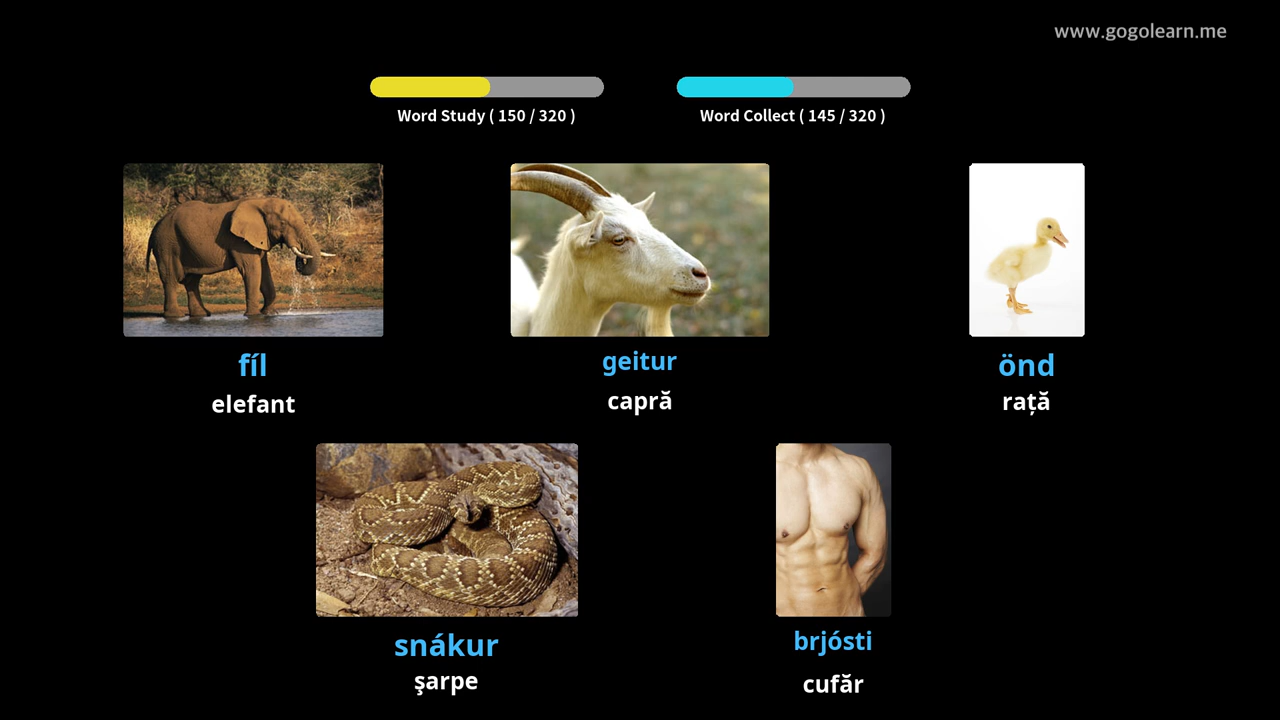 www.gogolearn.me
Word Study ( 150 / 320 )
Word Collect ( 145 / 320 )
fíl
geitur
önd
elefant
capră
rață
snákur
brjósti
şarpe
cufăr